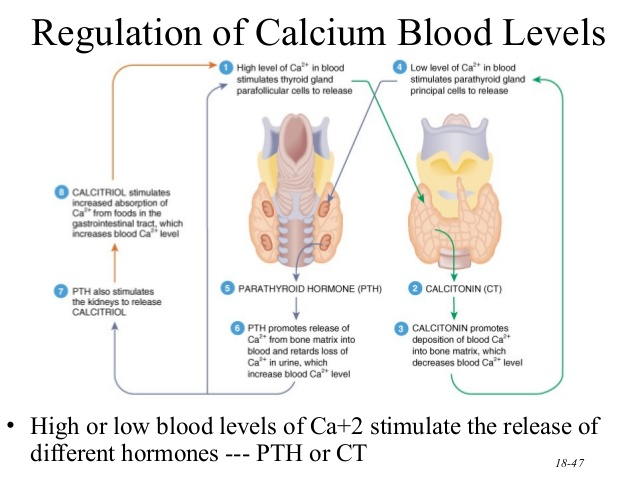 Regulation of Calcium Blood Levels
1 High level of Ca2+ in blood
stimulates thyroid gland
parafollicular cells to release
4 Low level of Ca2+ in blood
stimulates parathyroid gland
principal cells to release
8 CALCITRIOL stimulates
increased absorption of
Ca2+ from foods in the
gastrointestinal tract, which
increases blood Ca2+ level
7 PTH also stimulates
the kidneys to release
CALCITRIOL
5 PARATHYROID HORMONE (PTH)
2 CALCITONIN (CT)
6 PTH promotes release of
Ca2+ from bone matrix into
blood and retards loss of
Ca2+ in urine, which
increase blood Ca2+ level
3 CALCITONIN promotes
deposition of blood Ca2+
into bone matrix, which
decreases blood Ca2+ level
• High or low blood levels of Ca+2 stimulate the release of
different hormones --- PTH or CT
18-47